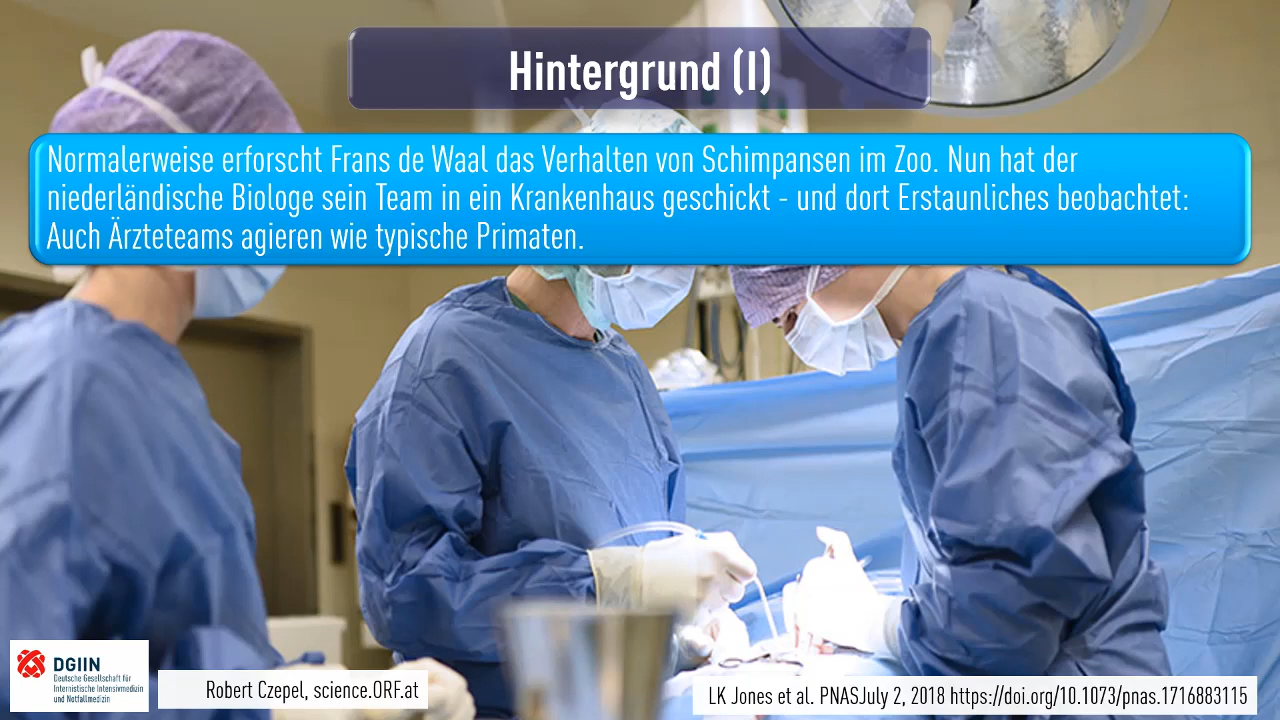 Hintergrund (I)
Normalerweise erforscht Frans de Waal das Verhalten von Schimpansen im Zoo. Nun hat der
niederländische Biologe sein Team in ein Krankenhaus geschickt - und dort Erstaunliches beobachtet:
Auch Ärzteteams agieren wie typische Primaten.
DGIIN
Deutsche Gesellschaft für
Internistische Intensivmedizin
und Notfallmedizin
Robert Czepel, science.ORF.at
LK Jones et al. PNASJuly 2, 2018 https://doi.org/10.1073/pnas.1716883115